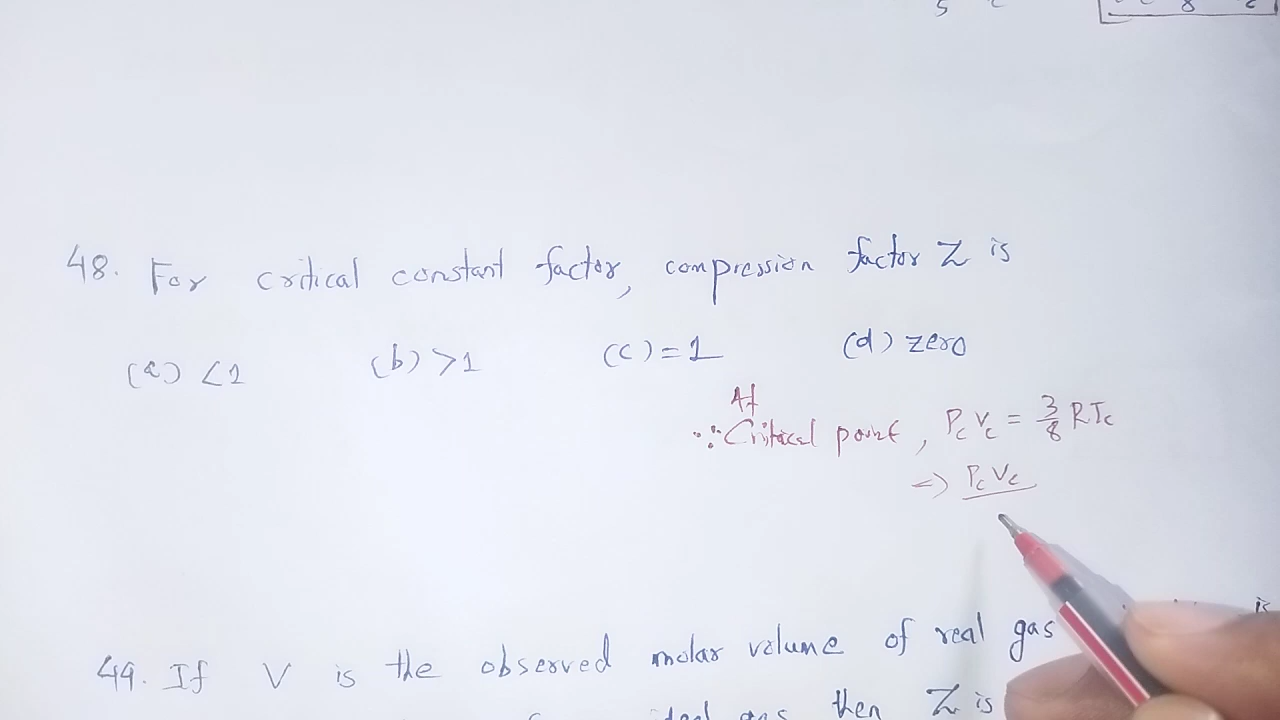 48. For critical constant factor, compression factor Z is
(a) <1 (b) >1 (c) =1 (d) zero
At
∵ Critical point, PcVc = 3/8 RTc
=> PcVc
49. If V is the observed molar volume of real gas is
then Z is